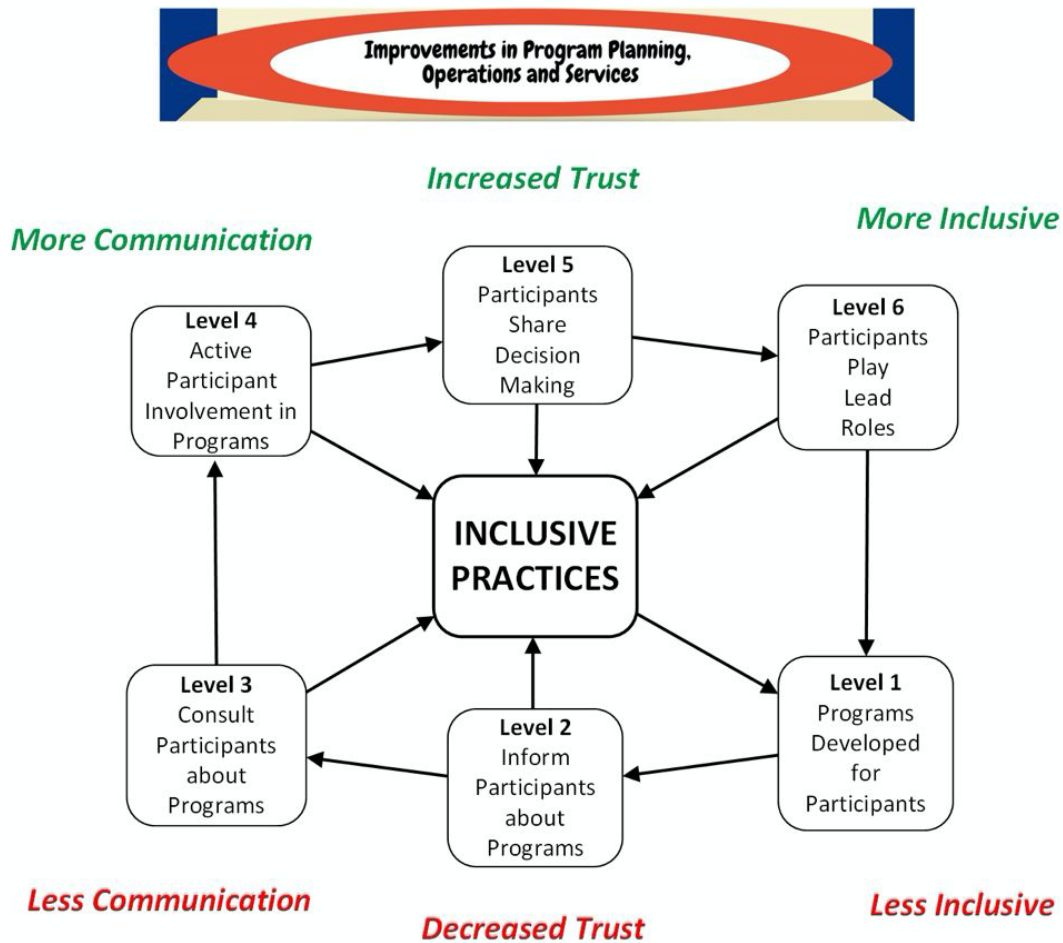 Improvements in Program Planning,
Operations and Services
Increased Trust
More Communication
More Inclusive
Level 4
Active
Participant
Involvement in
Programs
Level 5
Participants
Share
Decision
Making
Level 6
Participants
Play
Lead
Roles
INCLUSIVE
PRACTICES
Level 3
Consult
Participants
about
Programs
Level 2
Inform
Participants
about
Programs
Level 1
Programs
Developed
for
Participants
Less Communication
Decreased Trust
Less Inclusive